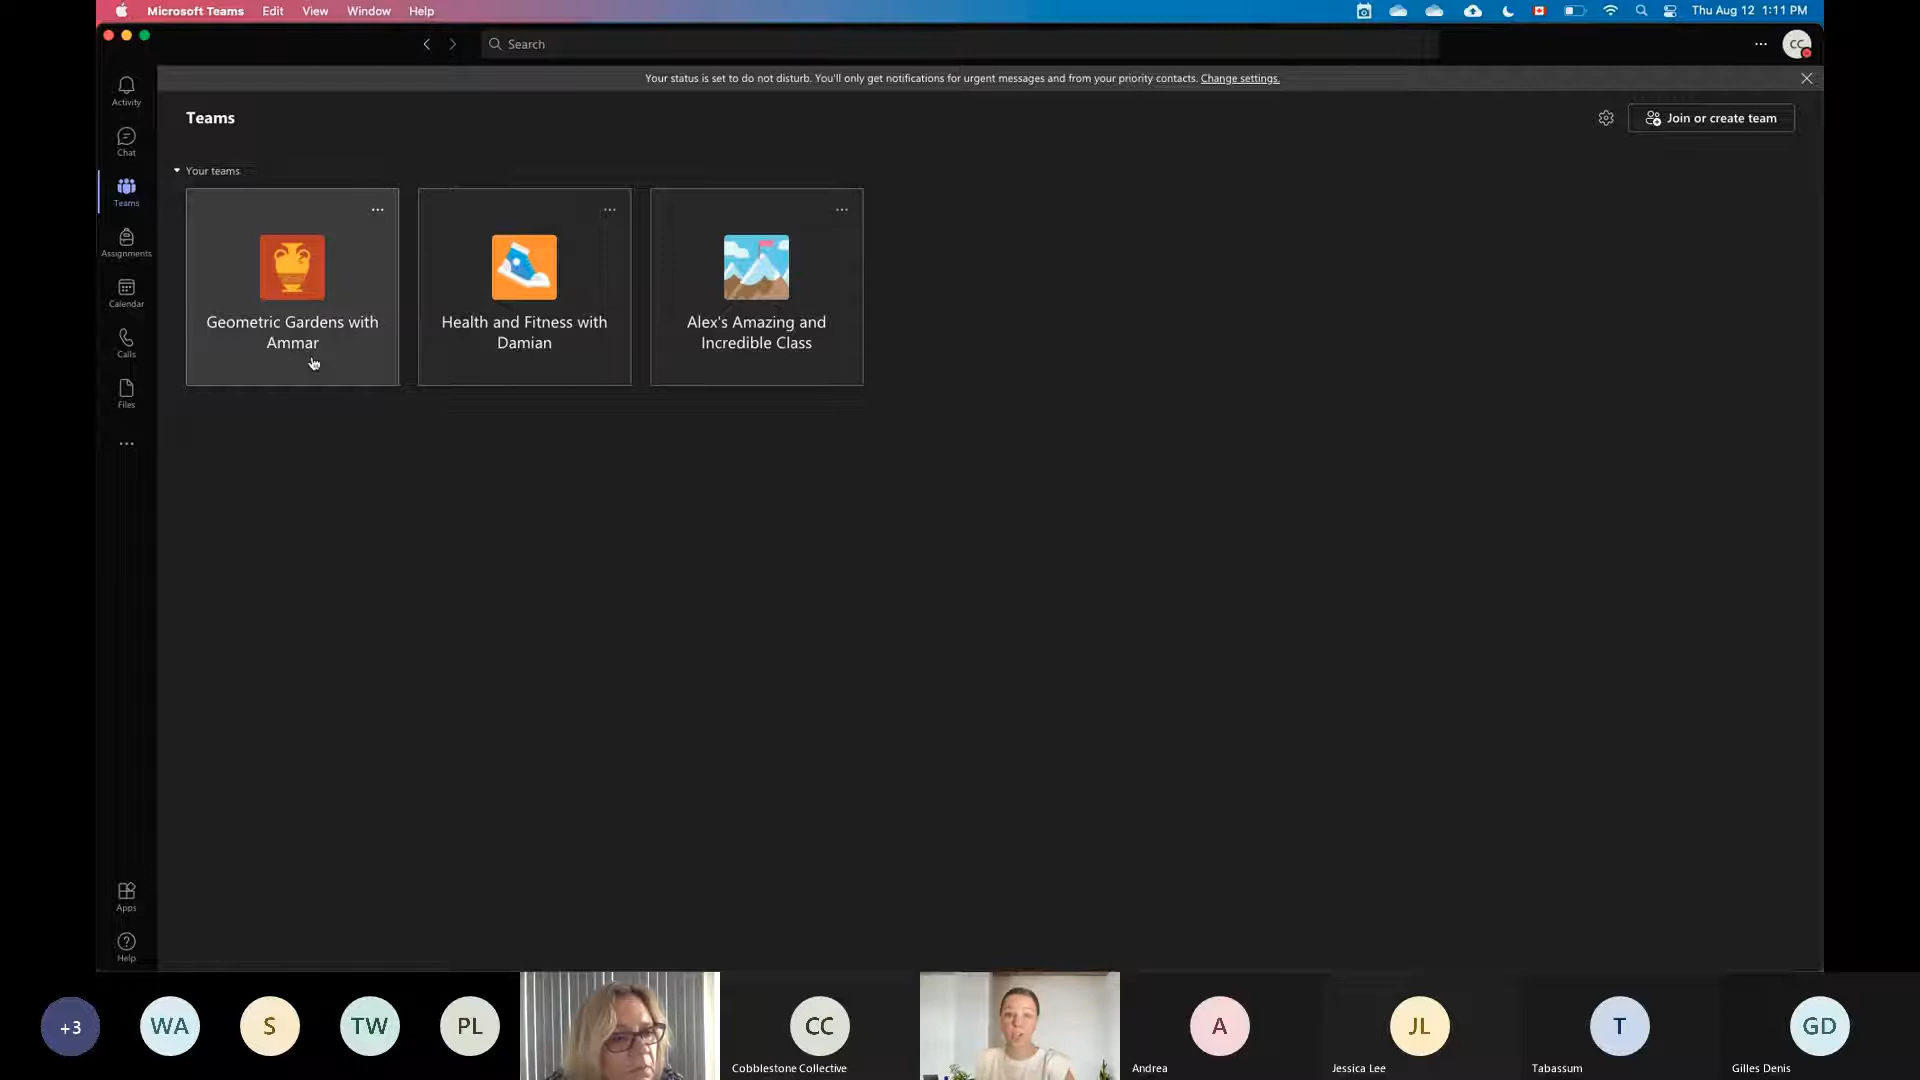 Microsoft Teams Edit View Window Help
Thu Aug 12 1:11 PM
Search
CC
Your status is set to do not disturb. You'll only get notifications for urgent messages and from your priority contacts. Change settings.
Activity
Chat
Teams
Assignments
Calendar
Calls
Files
Apps
Help
Teams
Join or create team
Your teams
Geometric Gardens with
Ammar
Health and Fitness with
Damian
Alex's Amazing and
Incredible Class
+3
WA
S
TW
PL
CC
Cobblestone Collective
A
Andrea
JL
Jessica Lee
T
Tabassum
GD
Gilles Denis